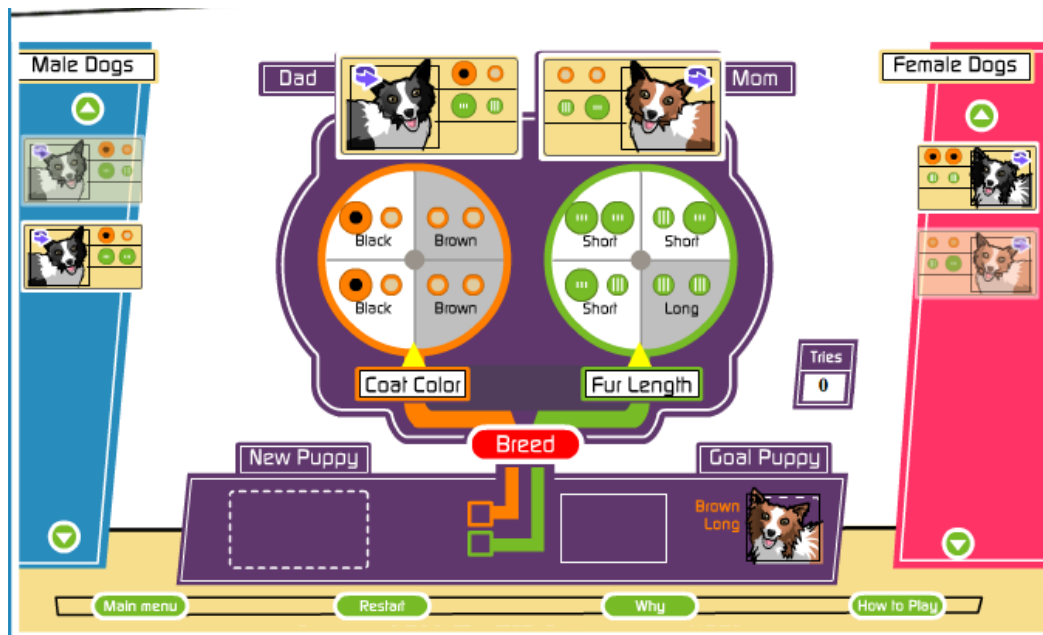 Male Dogs
Dad
Mom
Female Dogs
Black
Brown
Black
Brown
Short
Short
Short
Long
Coat Color
Fur Length
Tries
0
Breed
New Puppy
Goal Puppy
Brown
Long
Main menu
Restart
Why
How to Play